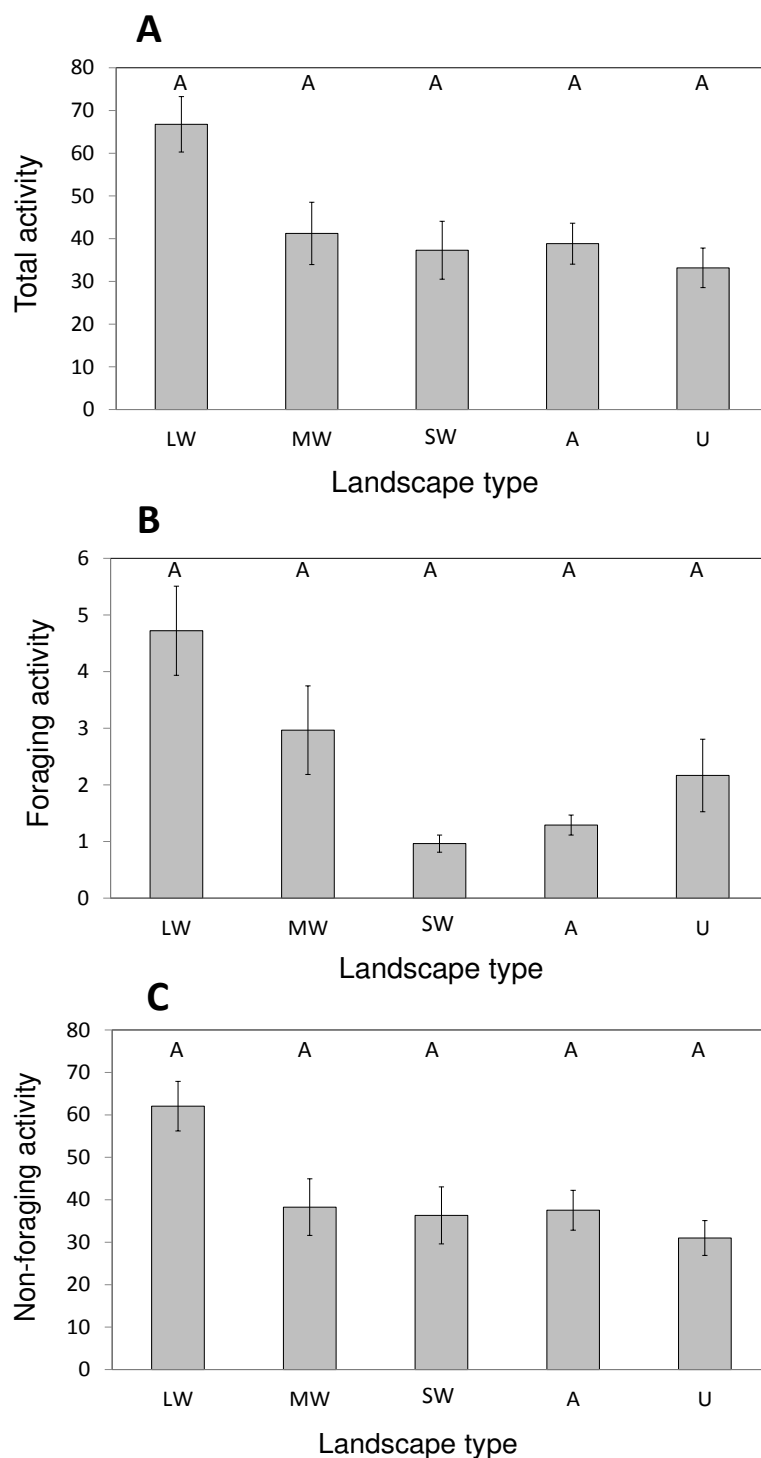 A
80
A A A A A
70
60
50
40
30
20
10
0
Total activity
LW MW SW A U
Landscape type
B
6
A A A A A
5
4
3
2
1
0
Foraging activity
LW MW SW A U
Landscape type
C
80
A A A A A
70
60
50
40
30
20
10
0
Non-foraging activity
LW MW SW A U
Landscape type